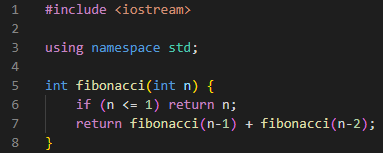 1 #include <iostream>
2
3 using namespace std;
4
5 int fibonacci(int n) {
6     if (n <= 1) return n;
7     return fibonacci(n-1) + fibonacci(n-2);
8 }